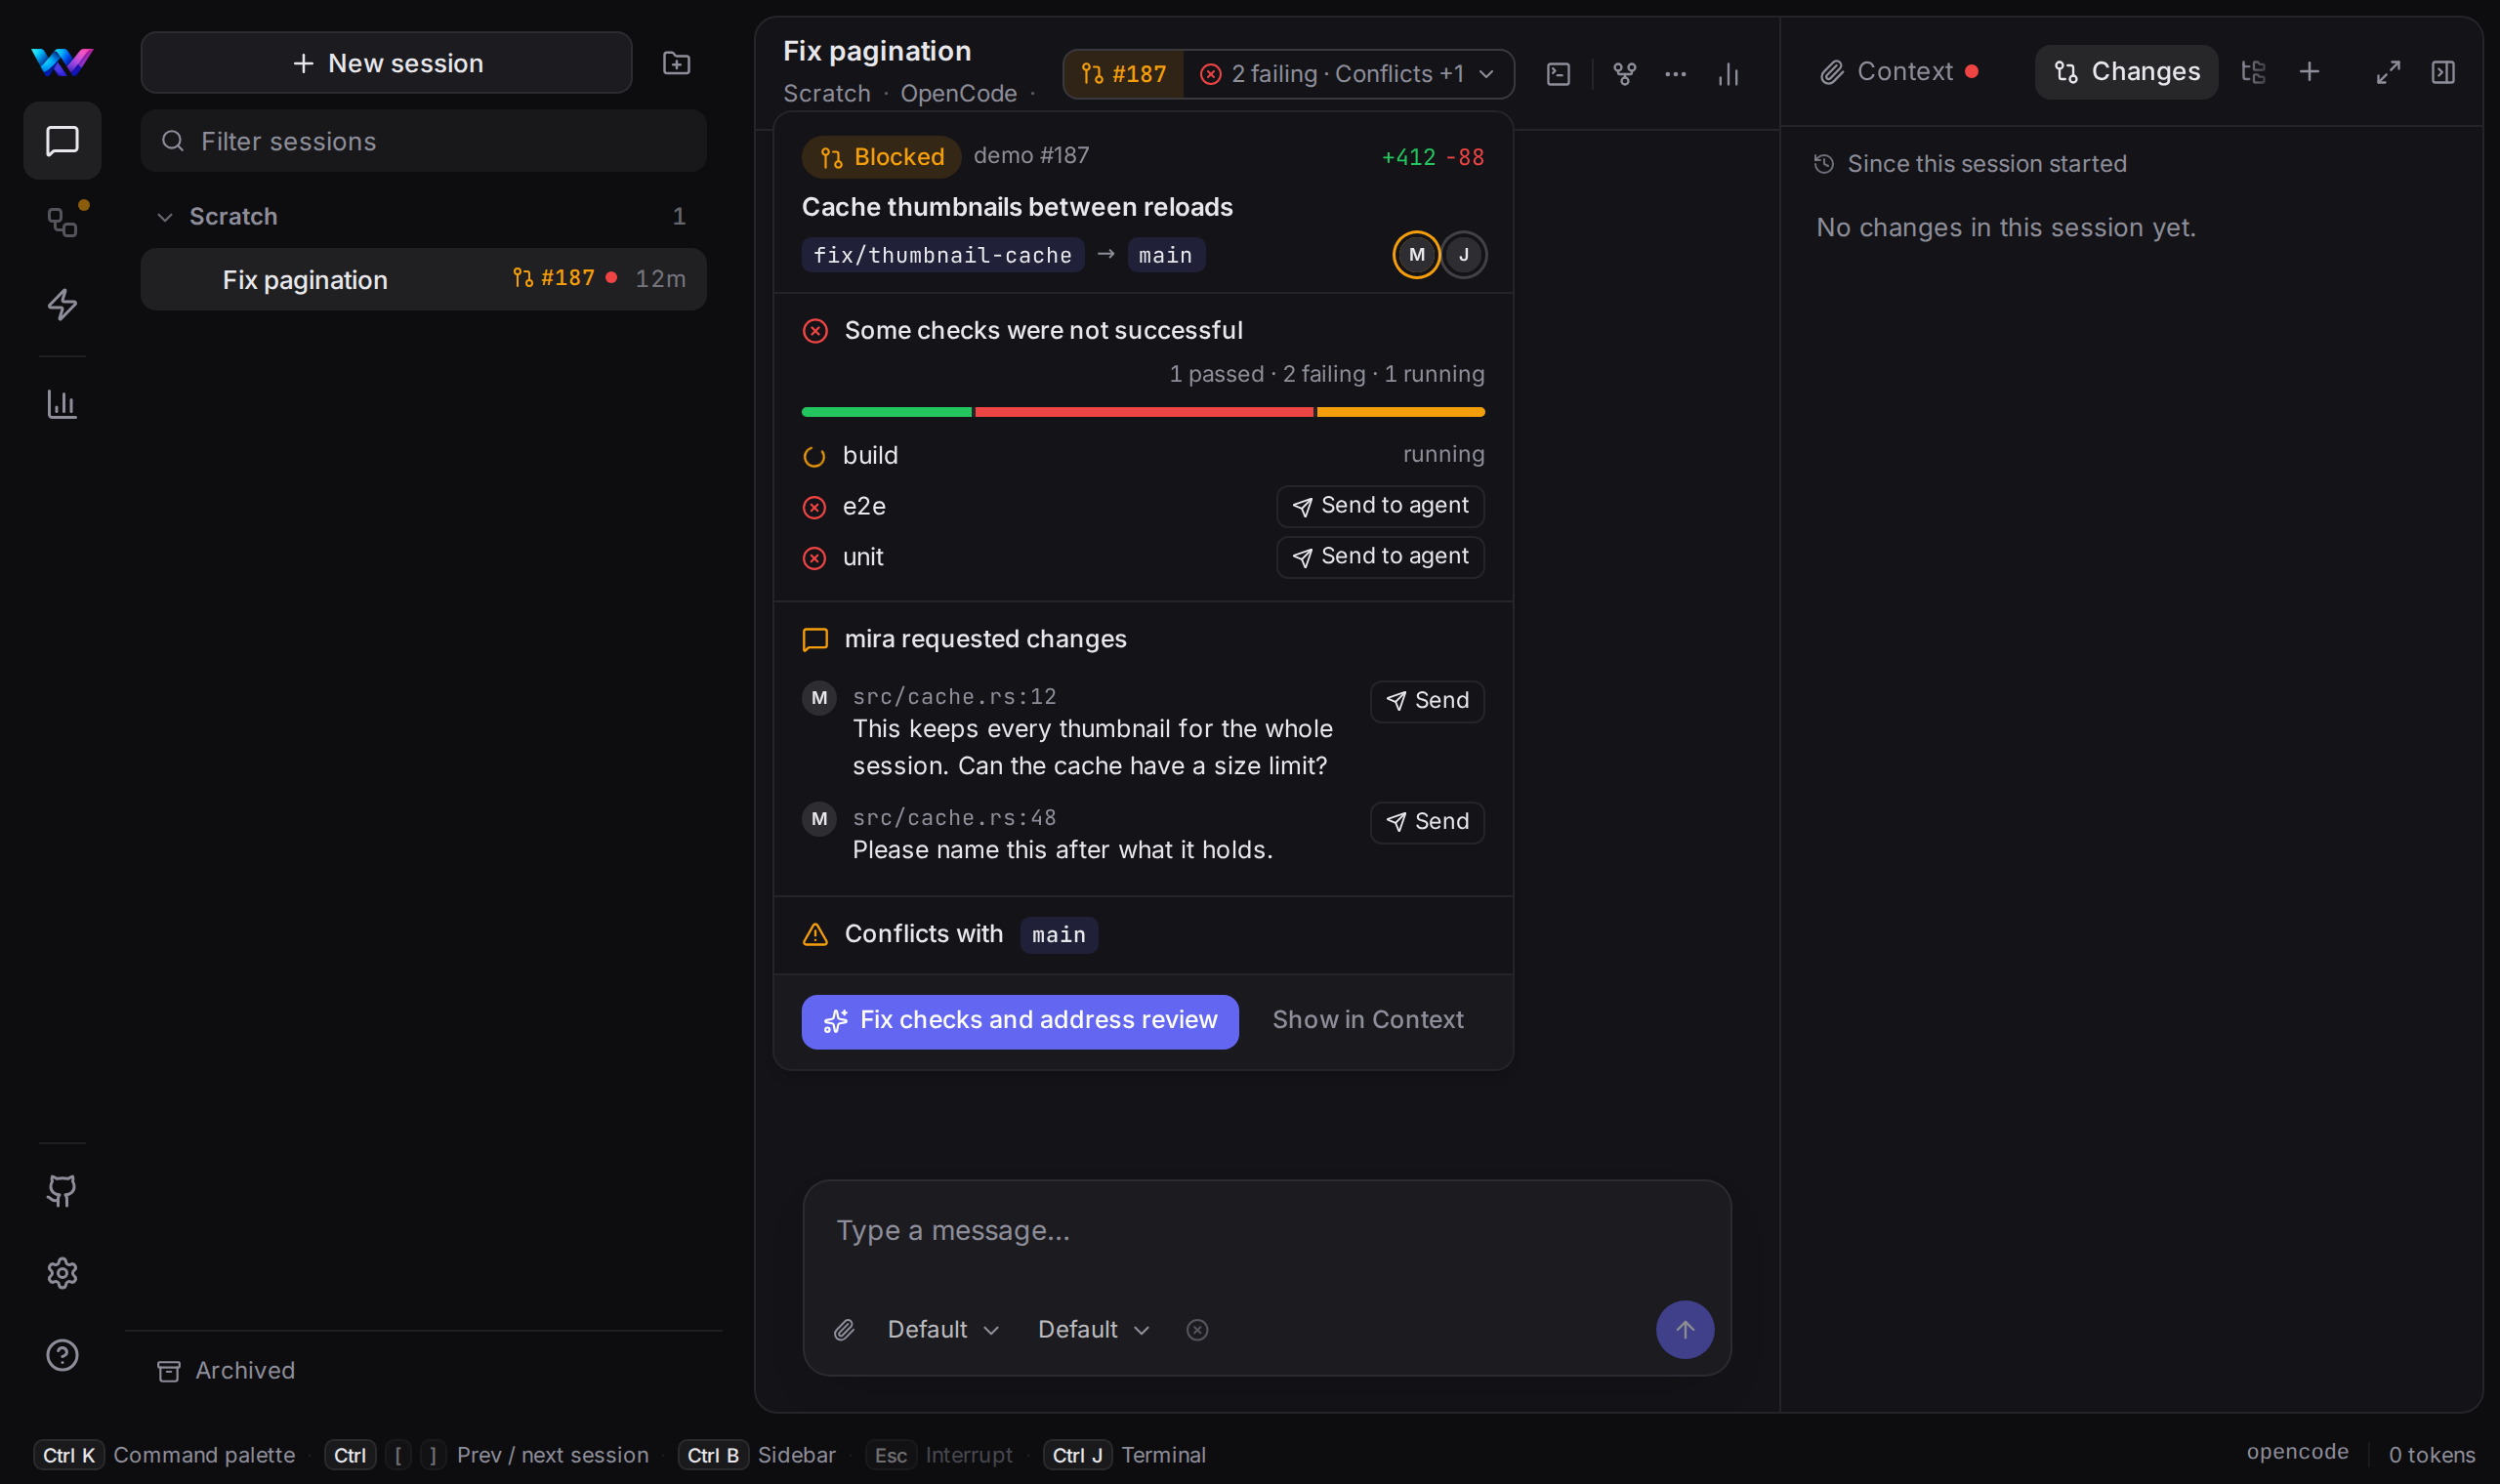 New session
Filter sessions
Scratch 1
Fix pagination #187 12m
Archived
Fix pagination
Scratch · OpenCode ·
#187 2 failing · Conflicts +1
Context
Changes
Blocked demo #187 +412 -88
Cache thumbnails between reloads
fix/thumbnail-cache → main M J
Some checks were not successful
1 passed · 2 failing · 1 running
build running
e2e Send to agent
unit Send to agent
mira requested changes
M src/cache.rs:12 Send
This keeps every thumbnail for the whole
session. Can the cache have a size limit?
M src/cache.rs:48 Send
Please name this after what it holds.
Conflicts with main
Fix checks and address review Show in Context
Since this session started
No changes in this session yet.
Type a message...
Default Default
Ctrl K Command palette · Ctrl [ ] Prev / next session · Ctrl B Sidebar · Esc Interrupt · Ctrl J Terminal
opencode 0 tokens